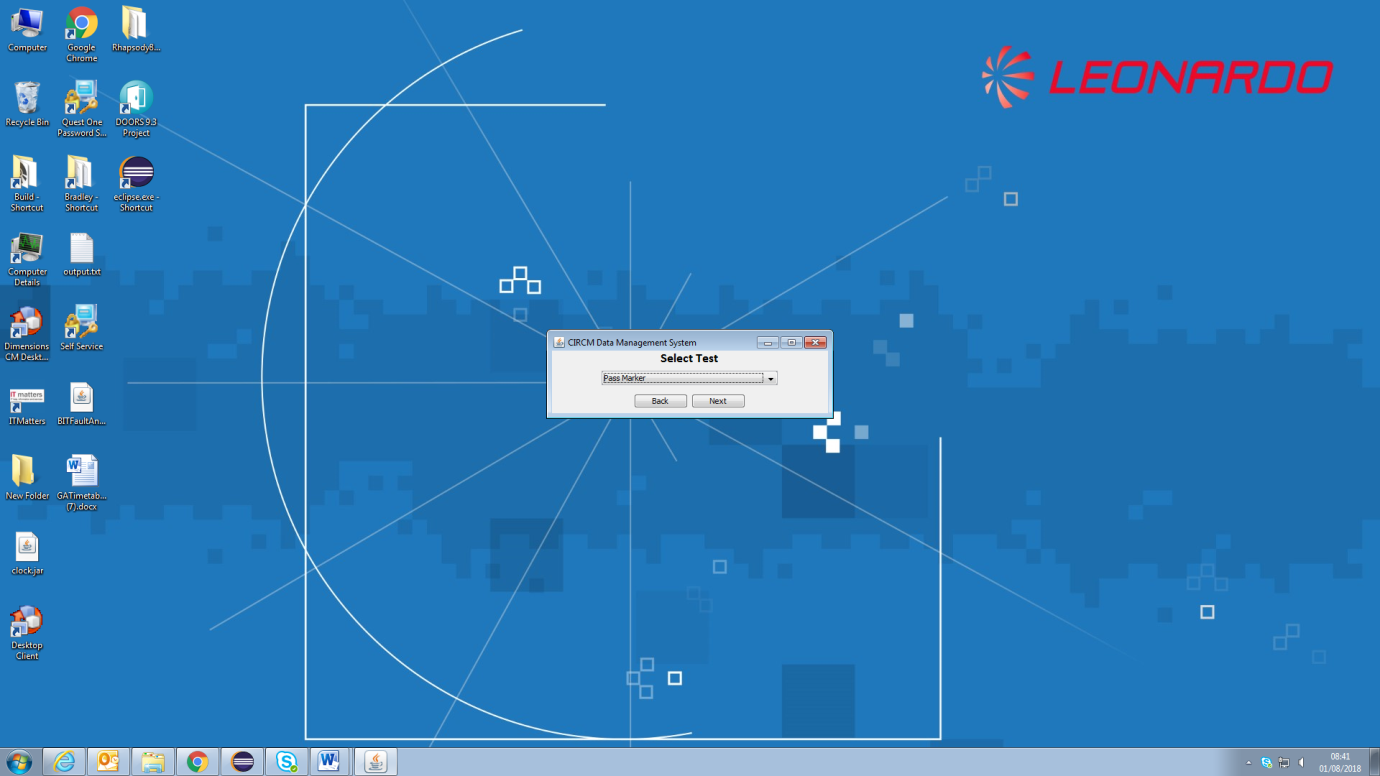 Computer
Google
Chrome
Rhapsody8...
LEONARDO
Recycle Bin
Quest One
Password S...
DOORS 9.3
Project
Build -
Shortcut
Bradley -
Shortcut
eclipse.exe -
Shortcut
Computer
Details
output.txt
Dimensions
CM Deskt...
Self Service
CIRCM Data Management System
Select Test
Pass Marker
Back
Next
IT matters
ITMatters
BITFaultAn...
New Folder
GATimetab...
(7).docx
clock.jar
Desktop
Client
08:41
01/08/2018